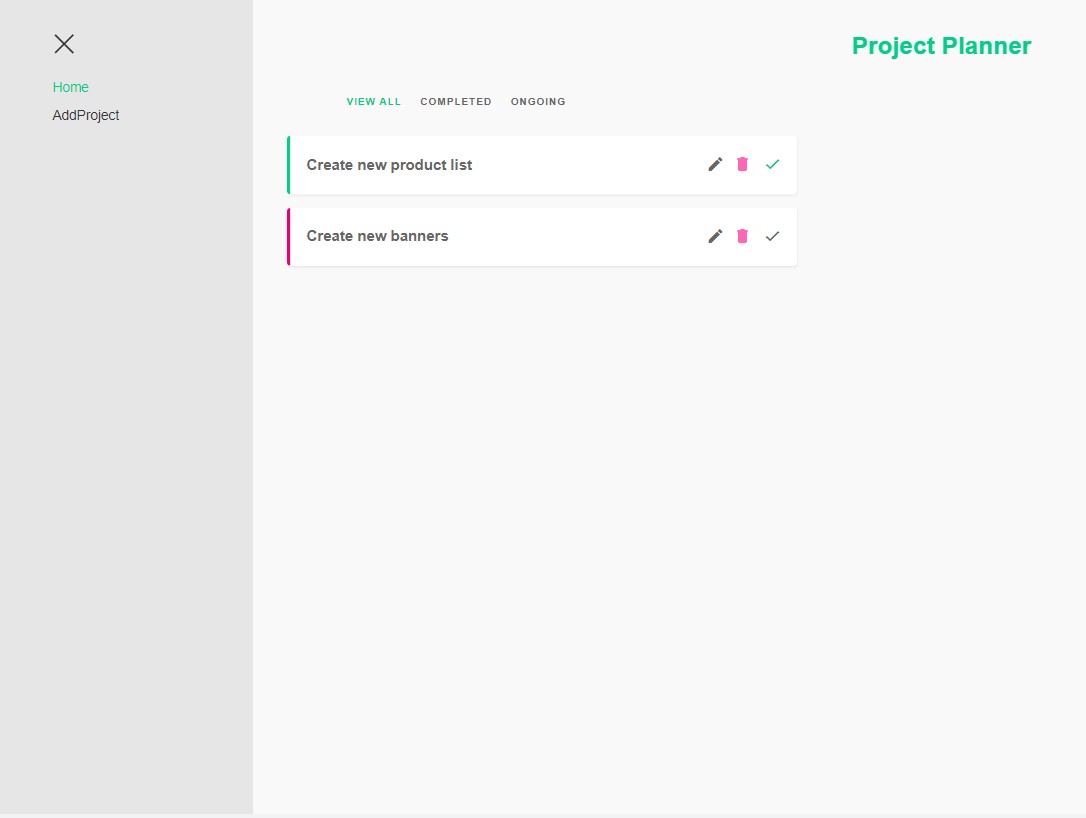 Project Planner
Home
AddProject
VIEW ALL COMPLETED ONGOING
Create new product list
Create new banners